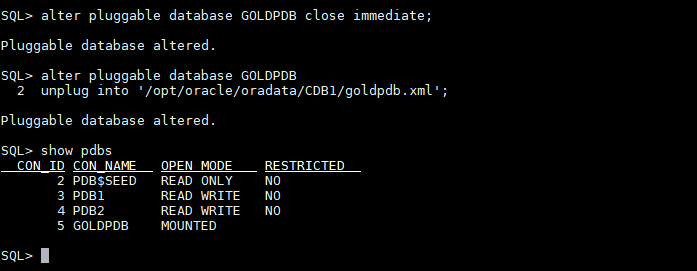 SQL> alter pluggable database GOLDPDB close immediate;
Pluggable database altered.
SQL> alter pluggable database GOLDPDB
  2  unplug into '/opt/oracle/oradata/CDB1/goldpdb.xml';
Pluggable database altered.
SQL> show pdbs
CON_ID CON_NAME OPEN MODE RESTRICTED
2 PDB$SEED READ ONLY NO
3 PDB1 READ WRITE NO
4 PDB2 READ WRITE NO
5 GOLDPDB MOUNTED
SQL>